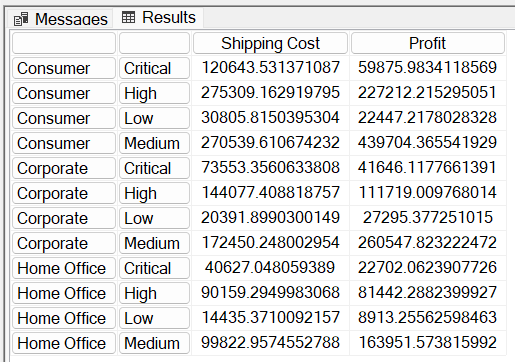 Messages Results
Shipping Cost Profit
Consumer Critical 120643.531371087 59875.9834118569
Consumer High 275309.162919795 227212.215295051
Consumer Low 30805.8150395304 22447.2178028328
Consumer Medium 270539.610674232 439704.365541929
Corporate Critical 73553.3560633808 41646.1177661391
Corporate High 144077.408818757 111719.009768014
Corporate Low 20391.8990300149 27295.377251015
Corporate Medium 172450.248002954 260547.823222472
Home Office Critical 40627.048059389 22702.0623907726
Home Office High 90159.2949983068 81442.2882399927
Home Office Low 14435.3710092157 8913.25562598463
Home Office Medium 99822.9574552788 163951.573815992